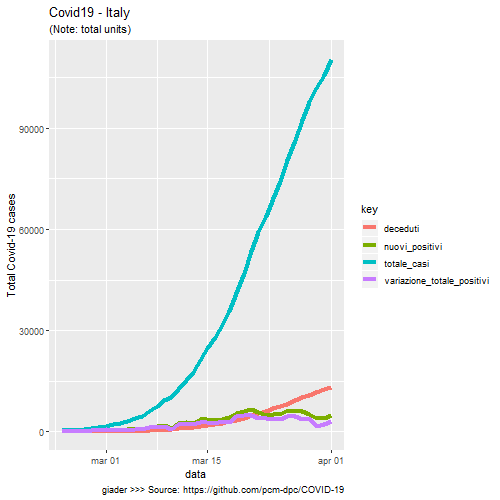 Covid19 - Italy
(Note: total units)
Total Covid-19 cases
90000
60000
30000
0
mar 01
mar 15
apr 01
data
key
deceduti
nuovi_positivi
totale_casi
variazione_totale_positivi
giader >>> Source: https://github.com/pcm-dpc/COVID-19